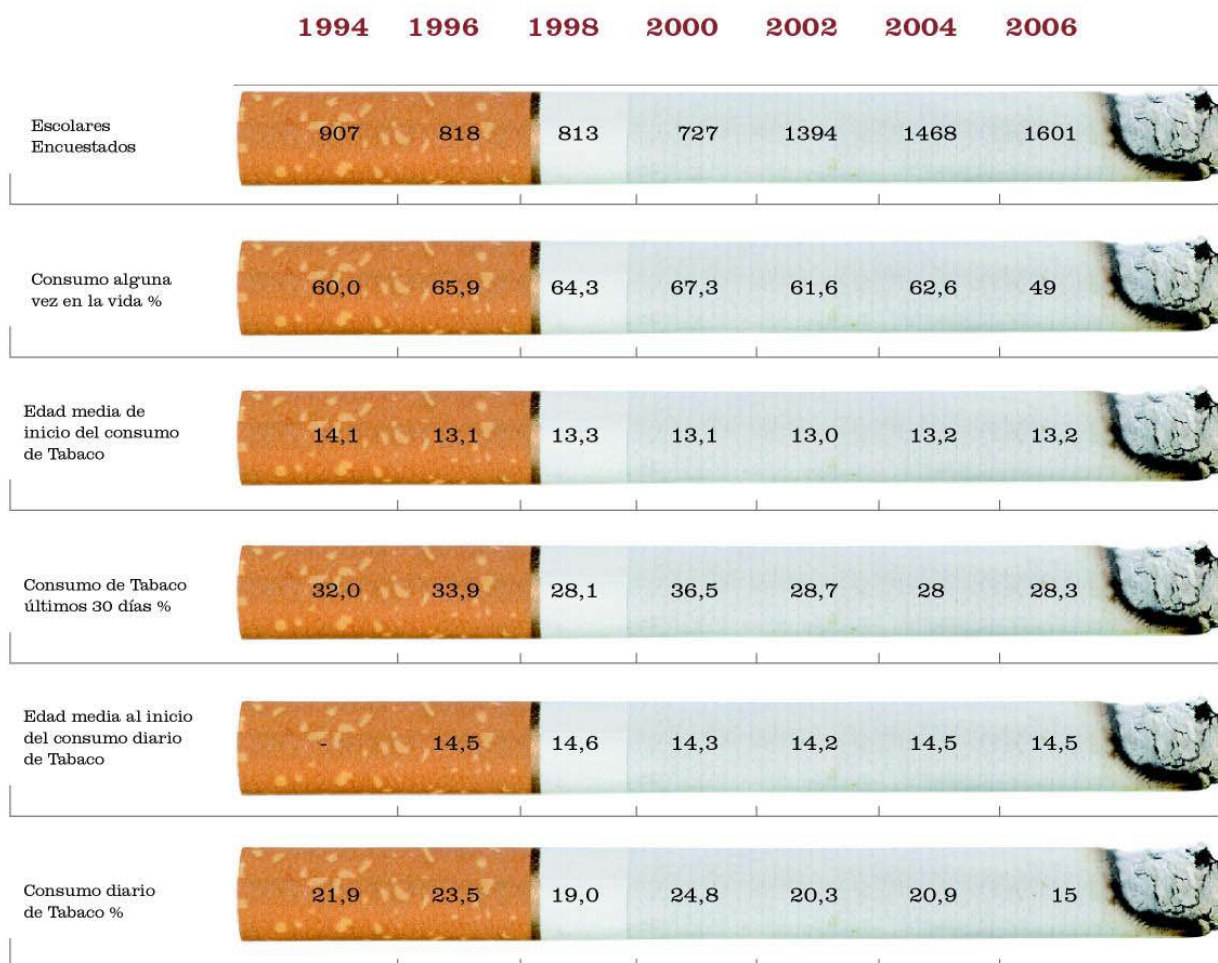 1994 1996 1998 2000 2002 2004 2006
Escolares
Encuestados
907 818 813 727 1394 1468 1601
Consumo alguna
vez en la vida %
60,0 65,9 64,3 67,3 61,6 62,6 49
Edad media de
inicio del consumo
de Tabaco
14,1 13,1 13,3 13,1 13,0 13,2 13,2
Consumo de Tabaco
últimos 30 días %
32,0 33,9 28,1 36,5 28,7 28 28,3
Edad media al inicio
del consumo diario
de Tabaco
- 14,5 14,6 14,3 14,2 14,5 14,5
Consumo diario
de Tabaco %
21,9 23,5 19,0 24,8 20,3 20,9 15